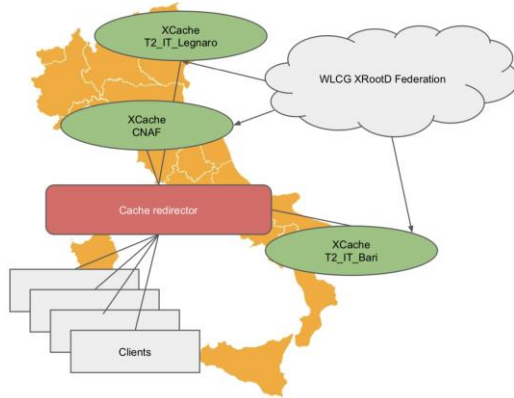 XCache
T2_IT_Legnaro
WLCG XRootD Federation
XCache
CNAF
Cache redirector
XCache
T2_IT_Bari
Clients